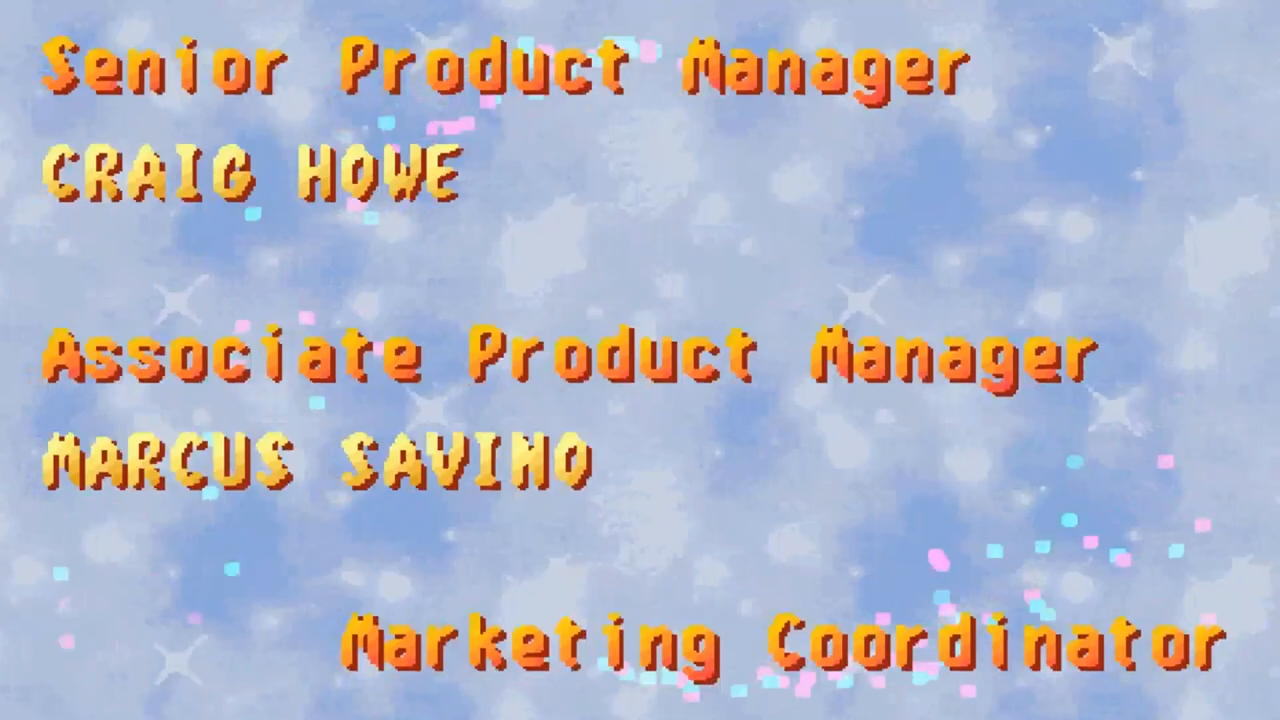 Senior Product Manager
CRAIG HOWE
Associate Product Manager
MARCUS SAVINO
Marketing Coordinator